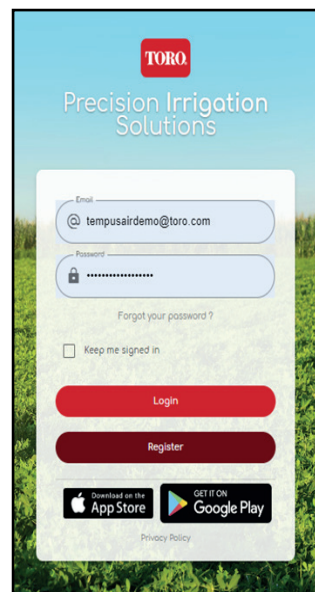 TORO.
Precision Irrigation
Solutions
Email
@ tempusairdemo@toro.com
Password
•••••••••••••••••
Forgot your password ?
Keep me signed in
Login
Register
Download on the
App Store
GET IT ON
Google Play
Privacy Policy